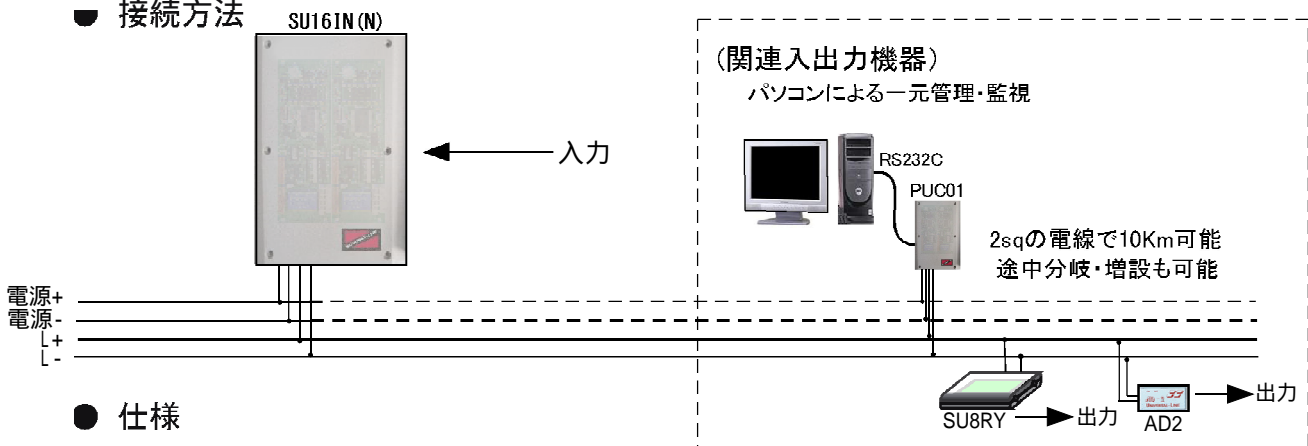 ● 接続方法
SU16IN(N)
入力
(関連入出力機器)
パソコンによる一元管理・監視
RS232C
PUC01
2sqの電線で10Km可能
途中分岐・増設も可能
電源+
電源-
L+
L-
SU8RY
出力
AD2
出力
● 仕様